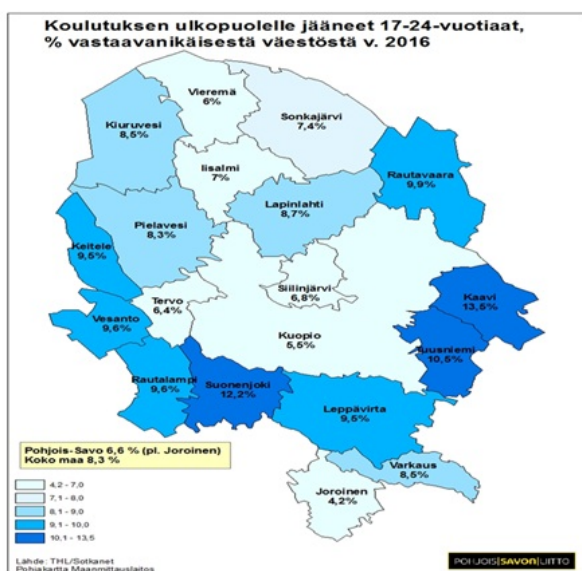 Koulutuksen ulkopuolelle jääneet 17-24-vuotiaat,
% vastaavanikäisestä väestöstä v. 2016
Vieremä
6%
Sonkajärvi
7,4%
Kiuruvesi
8,5%
Iisalmi
7%
Rautavaara
9,9%
Lapinlahti
8,7%
Pielavesi
8,3%
Keitele
9,5%
Siilinjärvi
6,8%
Kaavi
13,5%
Tervo
6,4%
Vesanto
9,6%
Kuopio
5,5%
Tuusniemi
10,5%
Rautalampi
9,6%
Suonenjoki
12,2%
Leppävirta
9,5%
Varkaus
8,5%
Joroinen
4,2%
Pohjois-Savo 6,6 % (pl. Joroinen)
Koko maa 8,3 %
4,2 - 7,0
7,1 - 8,0
8,1 - 9,0
9,1 - 10,0
10,1 - 13,5
Lähde: THL/Sotkanet
Pohjakartta Maanmittauslaitos
POHJOIS|SAVON|LIITTO